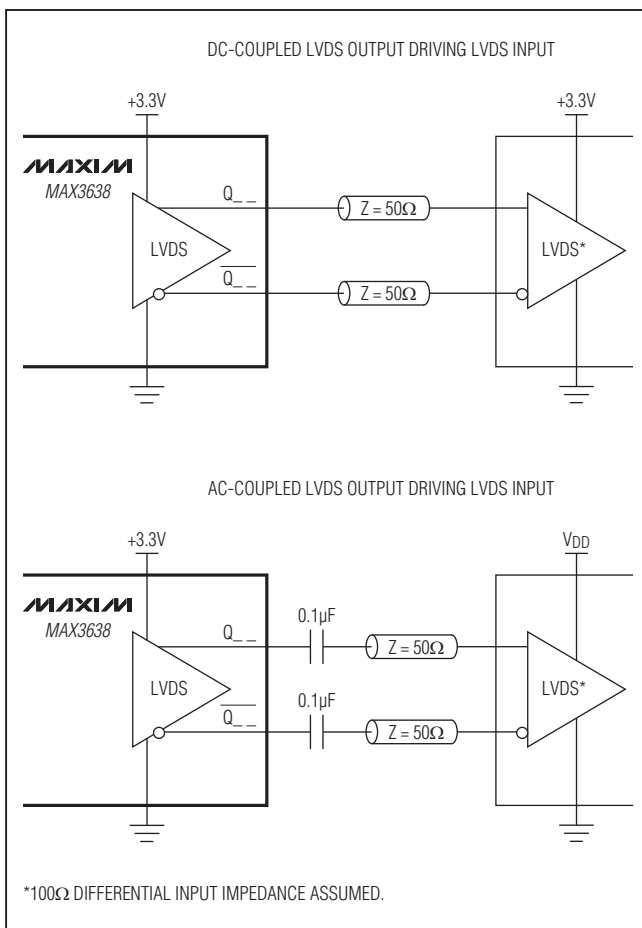 DC-COUPLED LVDS OUTPUT DRIVING LVDS INPUT
+3.3V
+3.3V
MAXIM
MAX3638
Q_ _
Z = 50Ω
LVDS
LVDS*
Q_ _
Z = 50Ω
AC-COUPLED LVDS OUTPUT DRIVING LVDS INPUT
+3.3V
VDD
MAXIM
MAX3638
0.1µF
Q_ _
Z = 50Ω
LVDS
LVDS*
0.1µF
Q_ _
Z = 50Ω
*100Ω DIFFERENTIAL INPUT IMPEDANCE ASSUMED.